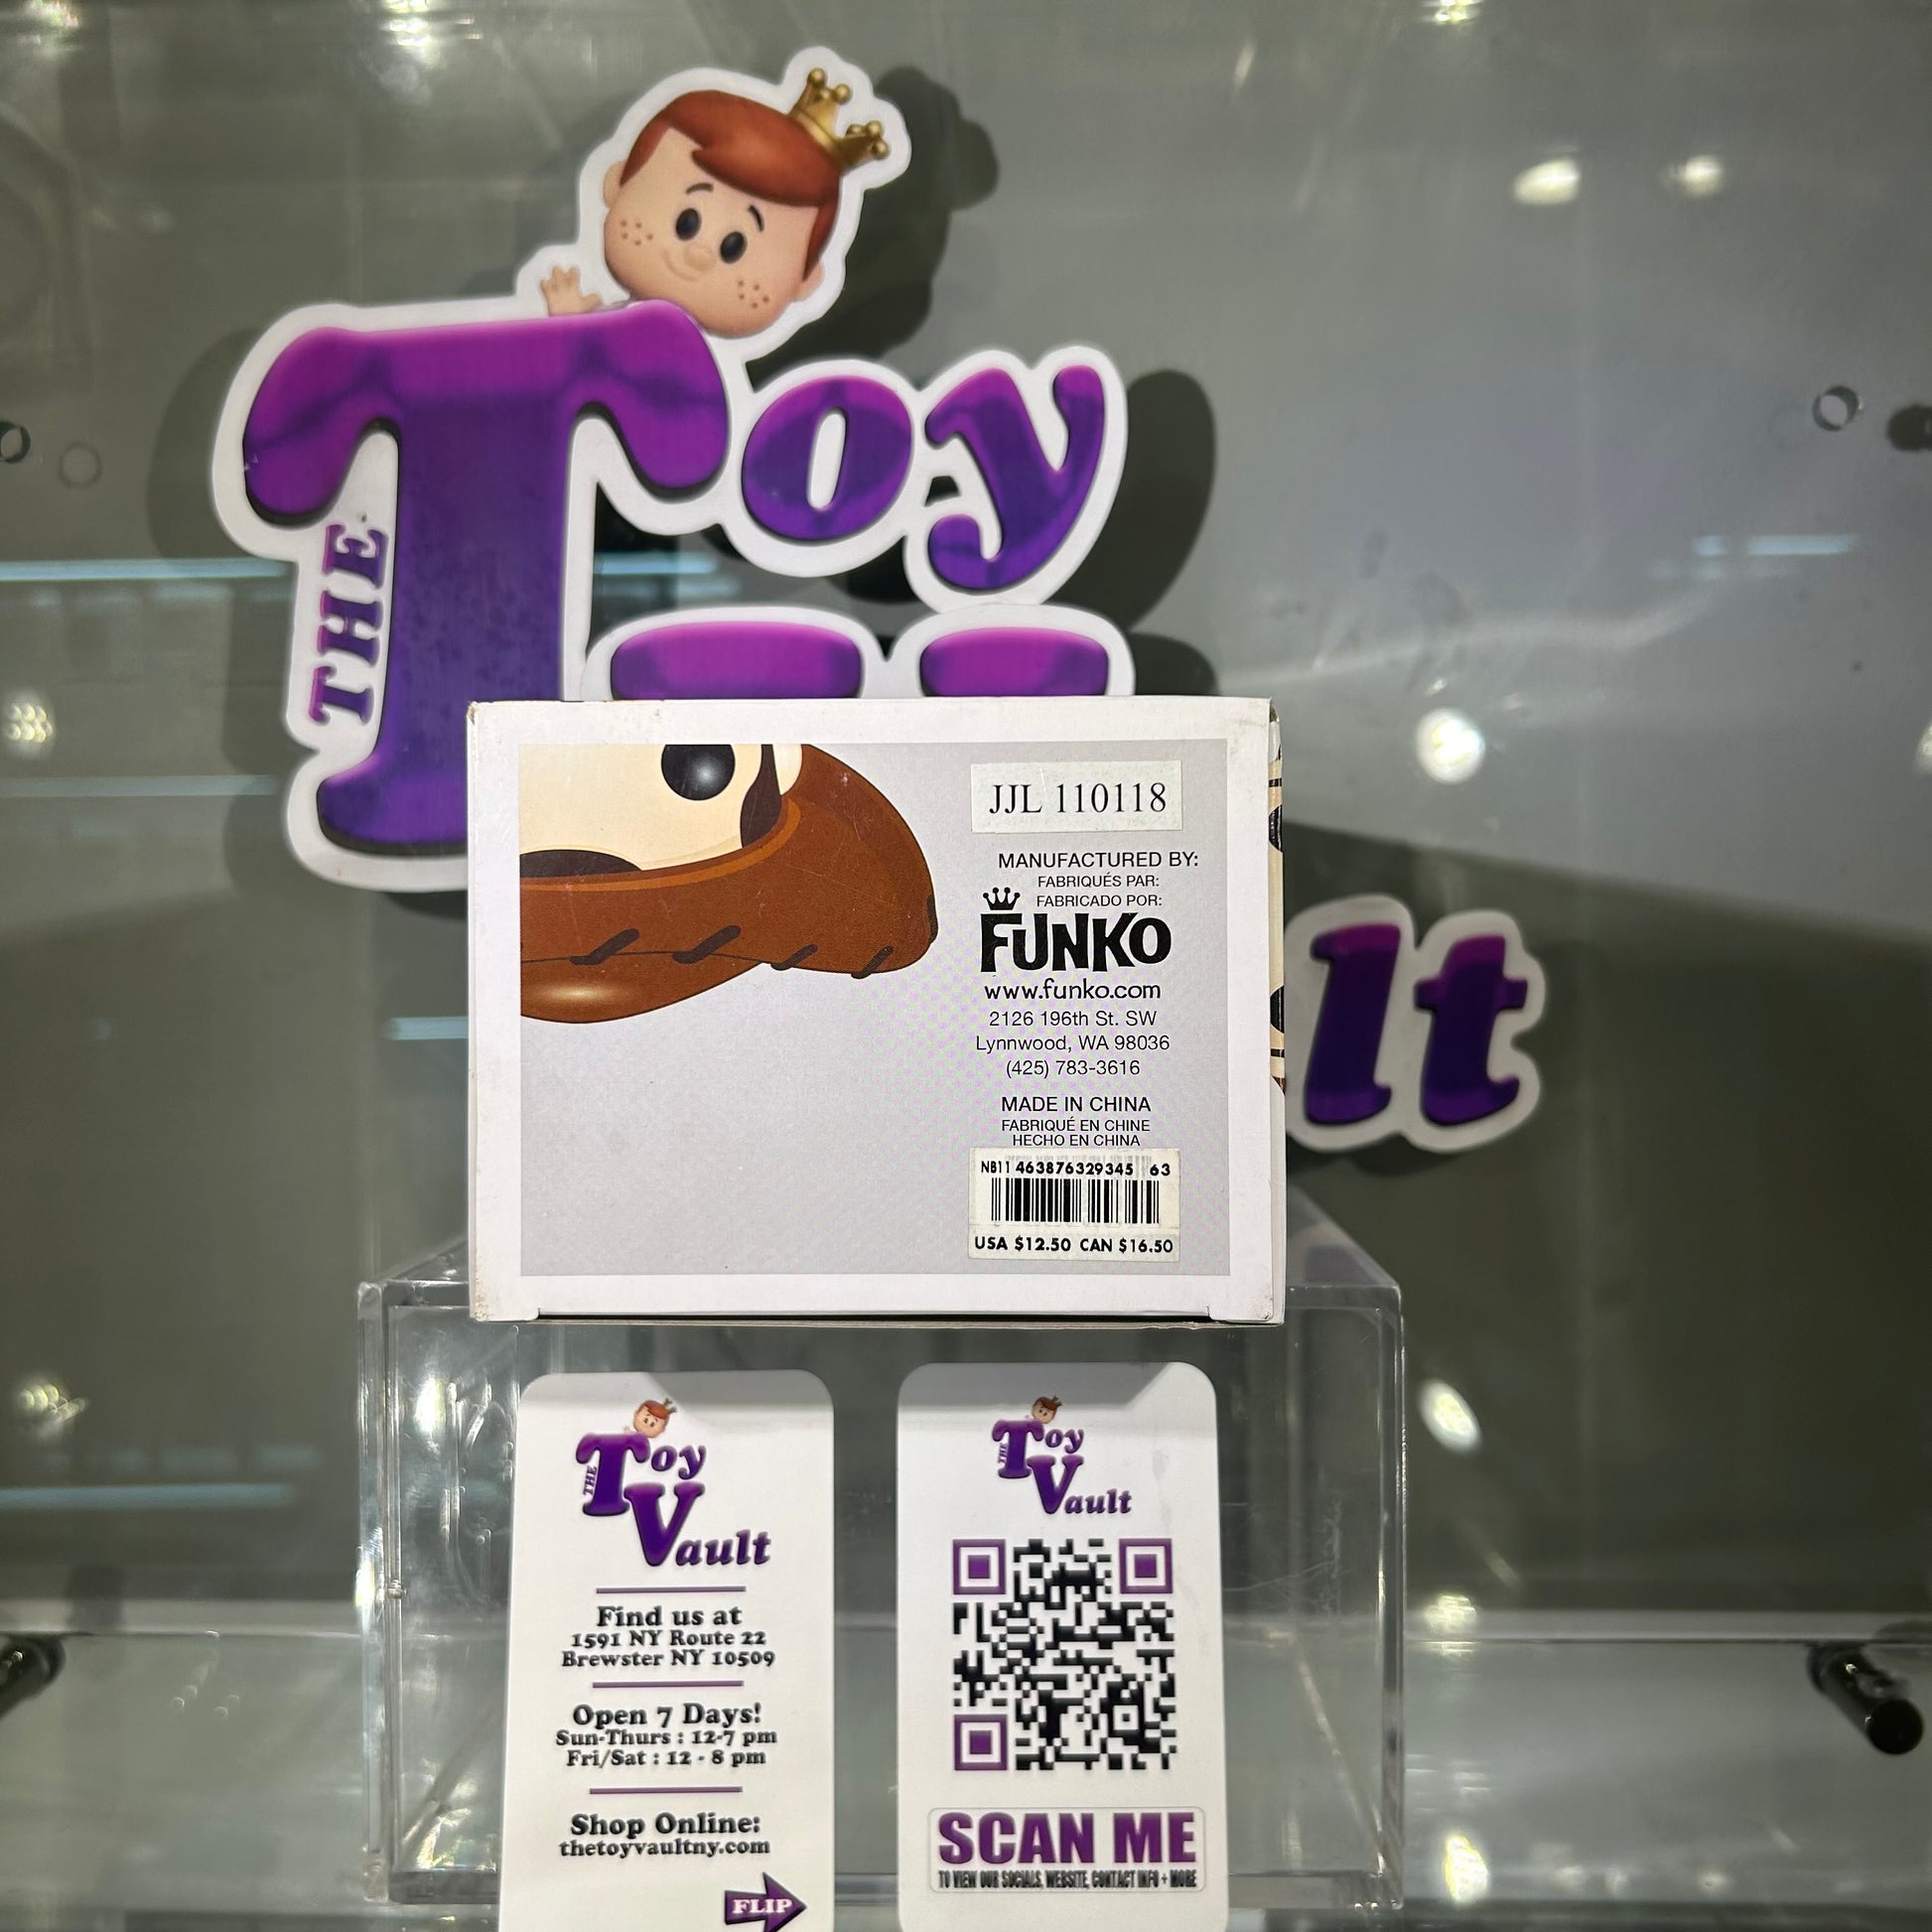 THE
Toy
lt
JJL 110118
MANUFACTURED BY:
FABRIQUÉS PAR:
FABRICADO POR:
FUNKO
www.funko.com
2126 196th St. SW
Lynnwood, WA 98036
(425) 783-3616
MADE IN CHINA
FABRIQUÉ EN CHINE
HECHO EN CHINA
NB11 463876329345 63
USA $12.50 CAN $16.50
THE Toy
Vault
Find us at
1591 NY Route 22
Brewster NY 10509
Open 7 Days!
Sun-Thurs : 12-7 pm
Fri/Sat : 12 - 8 pm
Shop Online:
thetoyvaultny.com
FLIP
THE Toy
Vault
SCAN ME
TO VIEW OUR SOCIALS, WEBSITE, CONTACT INFO + MORE